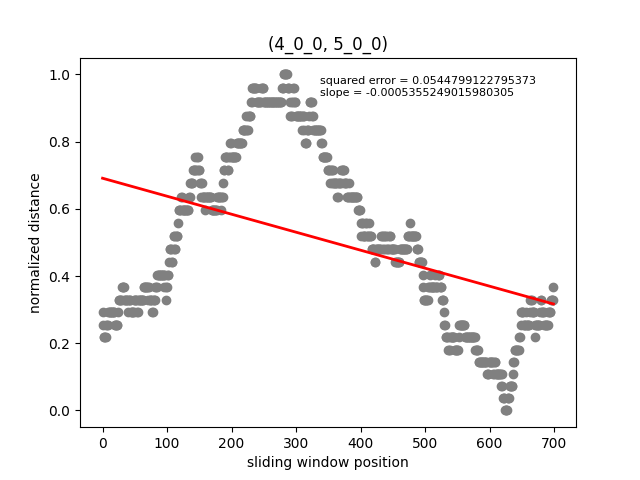 (4_0_0, 5_0_0)
squared error = 0.0544799122795373
slope = -0.0005355249015980305
1.0
0.8
0.6
0.4
0.2
0.0
normalized distance
0 100 200 300 400 500 600 700
sliding window position